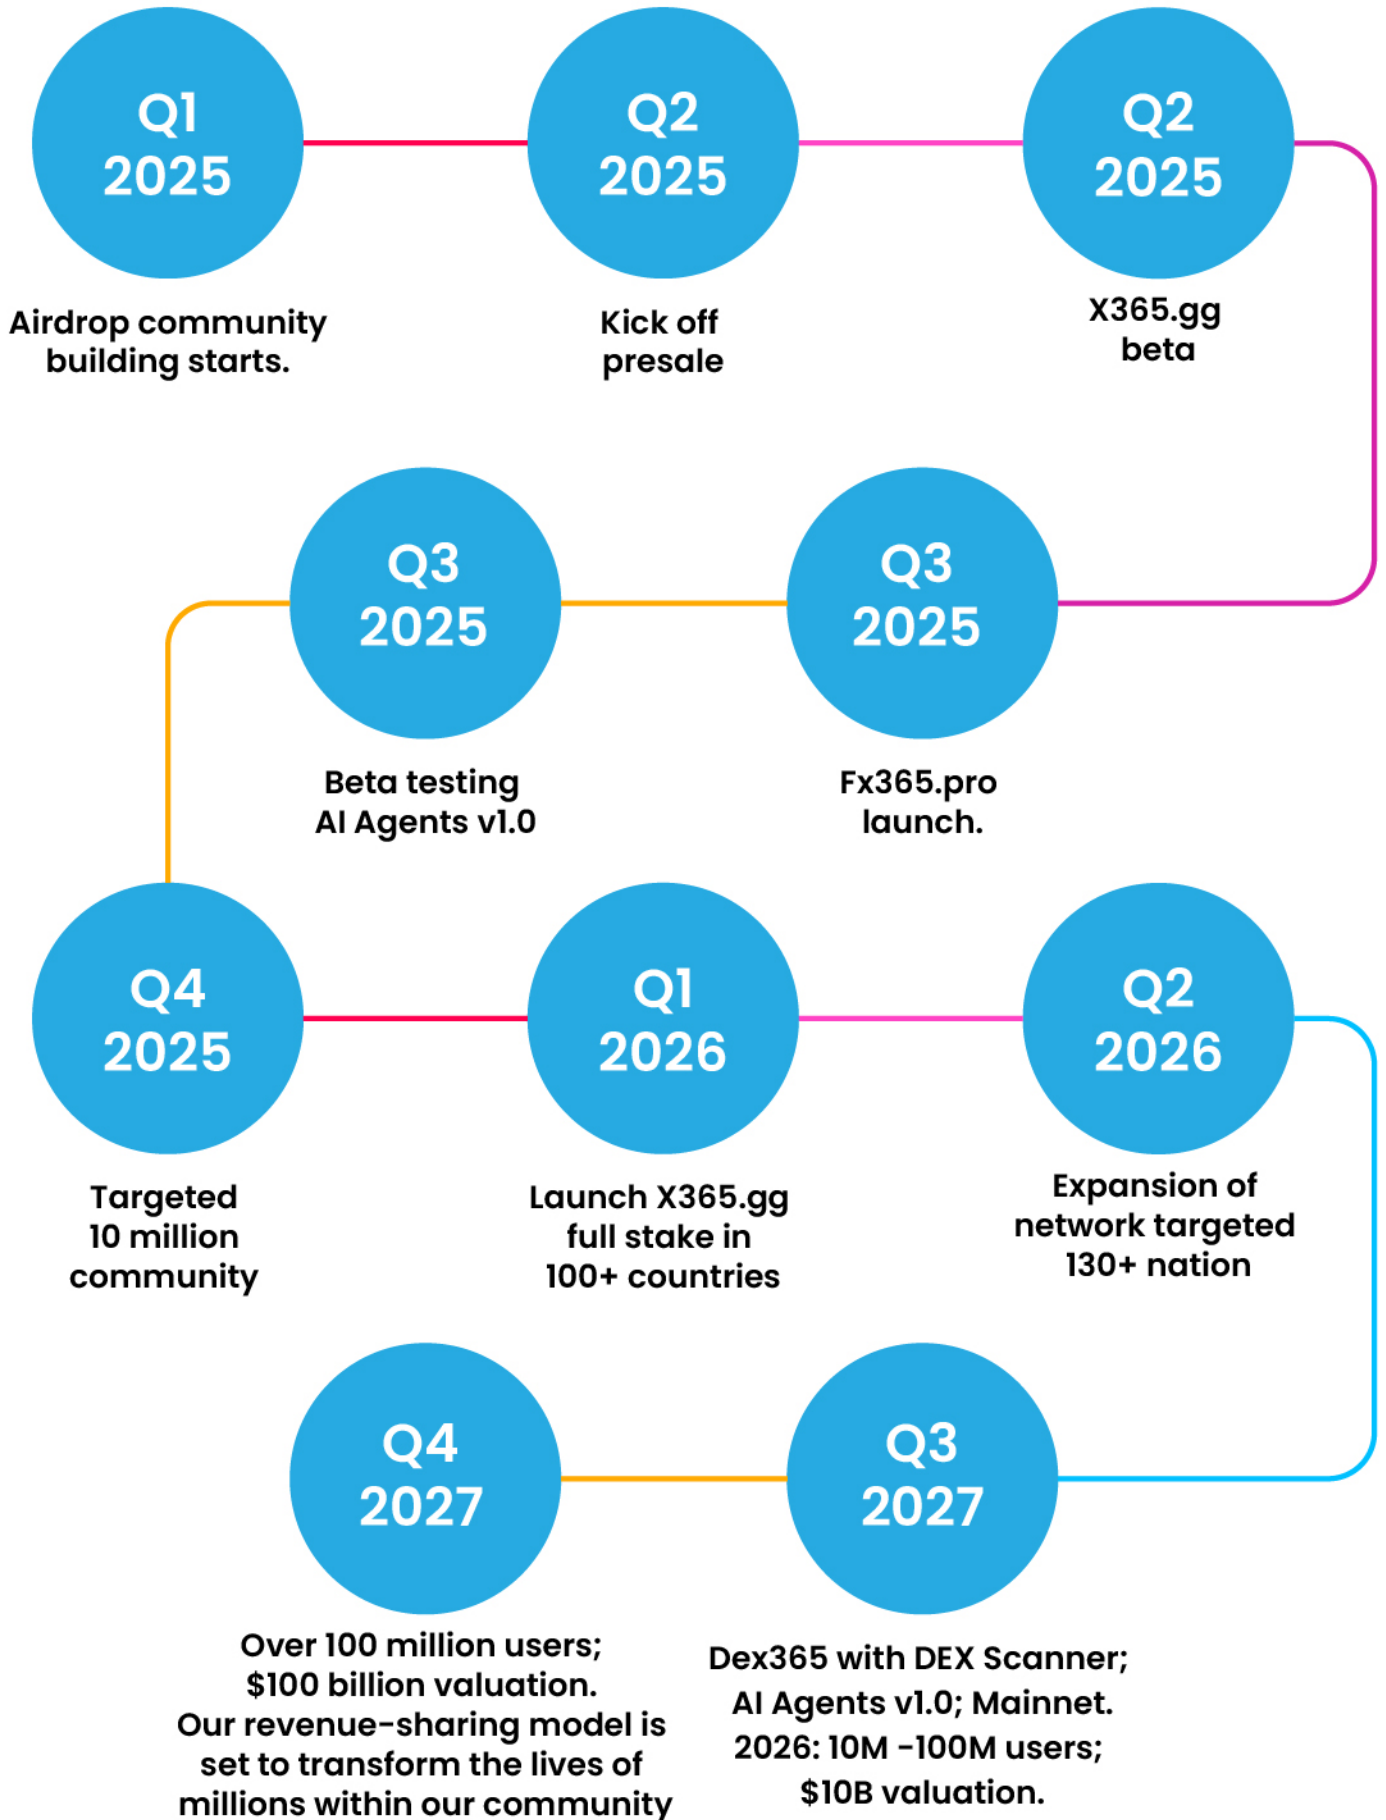 Q1
2025
Airdrop community
building starts.
Q2
2025
Kick off
presale
Q2
2025
X365.gg
beta
Q3
2025
Fx365.pro
launch.
Q3
2025
Beta testing
AI Agents v1.0
Q4
2025
Targeted
10 million
community
Q1
2026
Launch X365.gg
full stake in
100+ countries
Q2
2026
Expansion of
network targeted
130+ nation
Q3
2027
Dex365 with DEX Scanner;
AI Agents v1.0; Mainnet.
2026: 10M -100M users;
$10B valuation.
Q4
2027
Over 100 million users;
$100 billion valuation.
Our revenue-sharing model is
set to transform the lives of
millions within our community